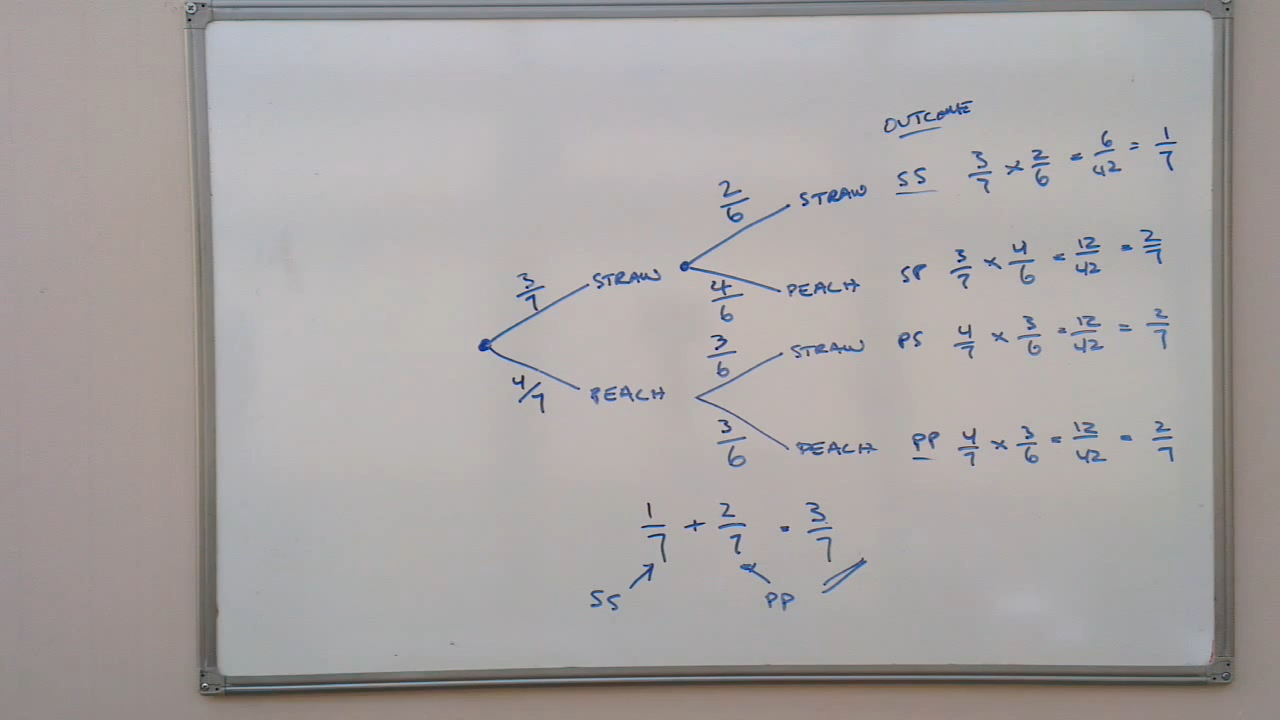 OUTCOME
2/6 STRAW SS 3/7 × 2/6 = 6/42 = 1/7
3/7 STRAW
4/6 PEACH SP 3/7 × 4/6 = 12/42 = 2/7
3/6 STRAW PS 4/7 × 3/6 = 12/42 = 2/7
4/7 PEACH
3/6 PEACH PP 4/7 × 3/6 = 12/42 = 2/7
1/7 + 2/7 = 3/7
SS PP